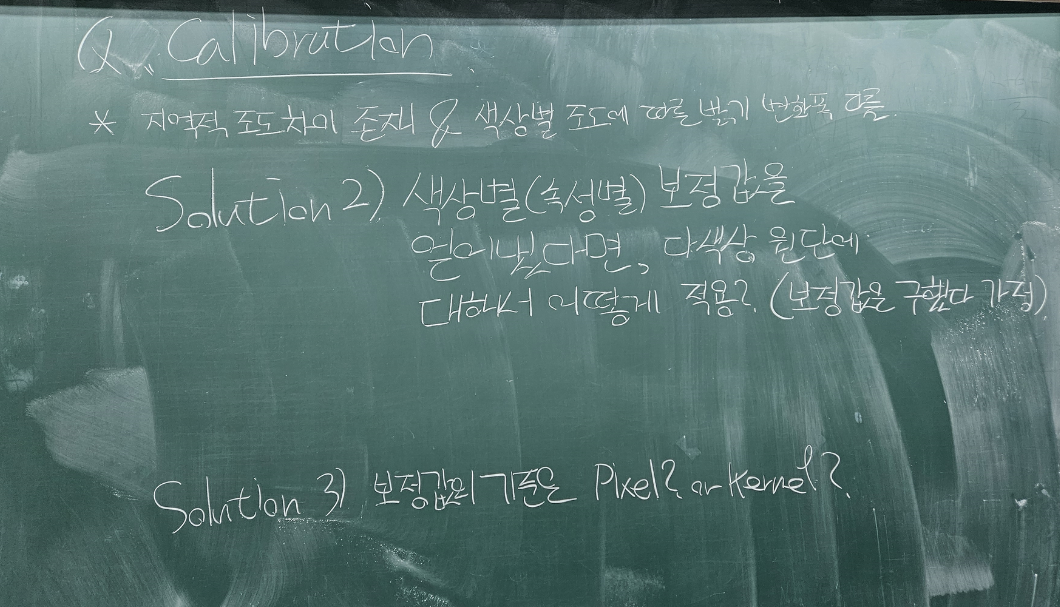 Q. Calibration
* 지역적 조도차의 존재 & 색상별 조도에 따른 밝기 변화폭 다름.
Solution 2) 색상별(속성별) 보정값을
얻어냈다면, 다색상 원단에
대해서 어떻게 적용? (보정값은 구했다 가정)
Solution 3) 보정값의 기준은 Pixel? or Kernel?